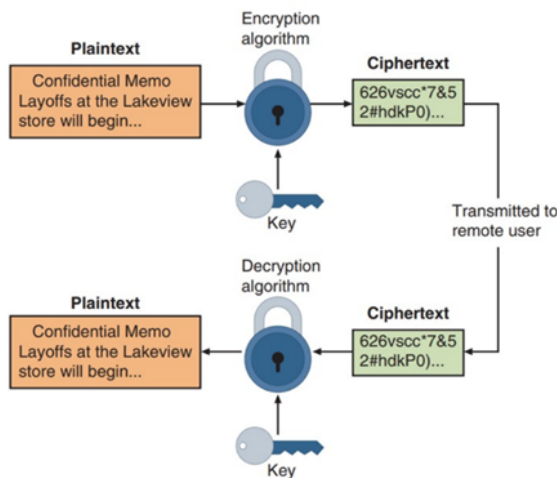 Encryption
algorithm
Plaintext
Ciphertext
Confidential Memo
Layoffs at the Lakeview
store will begin...
626vscc*7&5
2#hdkP0)...
Key
Transmitted to
remote user
Decryption
algorithm
Plaintext
Ciphertext
Confidential Memo
Layoffs at the Lakeview
store will begin...
626vscc*7&5
2#hdkP0)...
Key